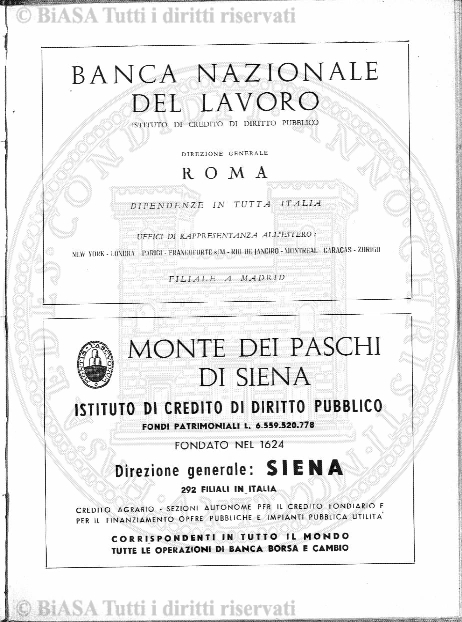 © BiASA Tutti i diritti riservati
BANCA NAZIONALE
DEL LAVORO
ISTITUTO DI CREDITO DI DIRITTO PUBBLICO
DIREZIONE GENERALE
ROMA
DIPENDENZE IN TUTTA ITALIA
UFFICI DI RAPPRESENTANZA ALL'ESTERO:
NEW YORK - LONDRA - PARIGI - FRANCOFORTE s/M - RIO DE JANEIRO - MONTREAL - CARACAS - ZURIGO
FILIALE A MADRID
MONTE DEI PASCHI
DI SIENA
ISTITUTO DI CREDITO DI DIRITTO PUBBLICO
FONDI PATRIMONIALI L. 6.559.520.778
FONDATO NEL 1624
Direzione generale: SIENA
292 FILIALI IN ITALIA
CREDITO AGRARIO - SEZIONI AUTONOME PER IL CREDITO FONDIARIO E
PER IL FINANZIAMENTO OPERE PUBBLICHE E IMPIANTI PUBBLICA UTILITA'
CORRISPONDENTI IN TUTTO IL MONDO
TUTTE LE OPERAZIONI DI BANCA BORSA E CAMBIO
© BiASA Tutti i diritti riservati